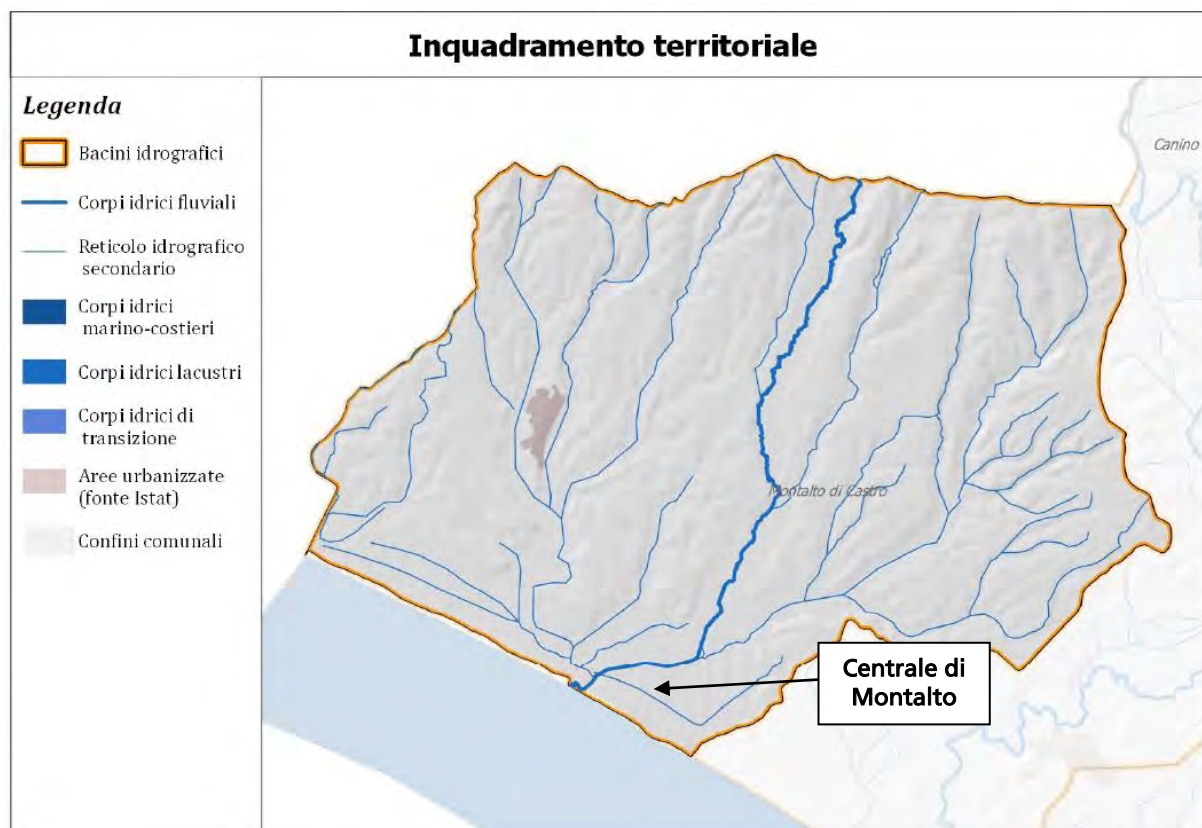 Inquadramento territoriale
Legenda
Bacini idrografici
Corpi idrici fluviali
Reticolo idrografico
secondario
Corpi idrici
marino-costieri
Corpi idrici lacustri
Corpi idrici di
transizione
Aree urbanizzate
(fonte Istat)
Confini comunali
Canino
Montalto di Castro
Centrale di
Montalto